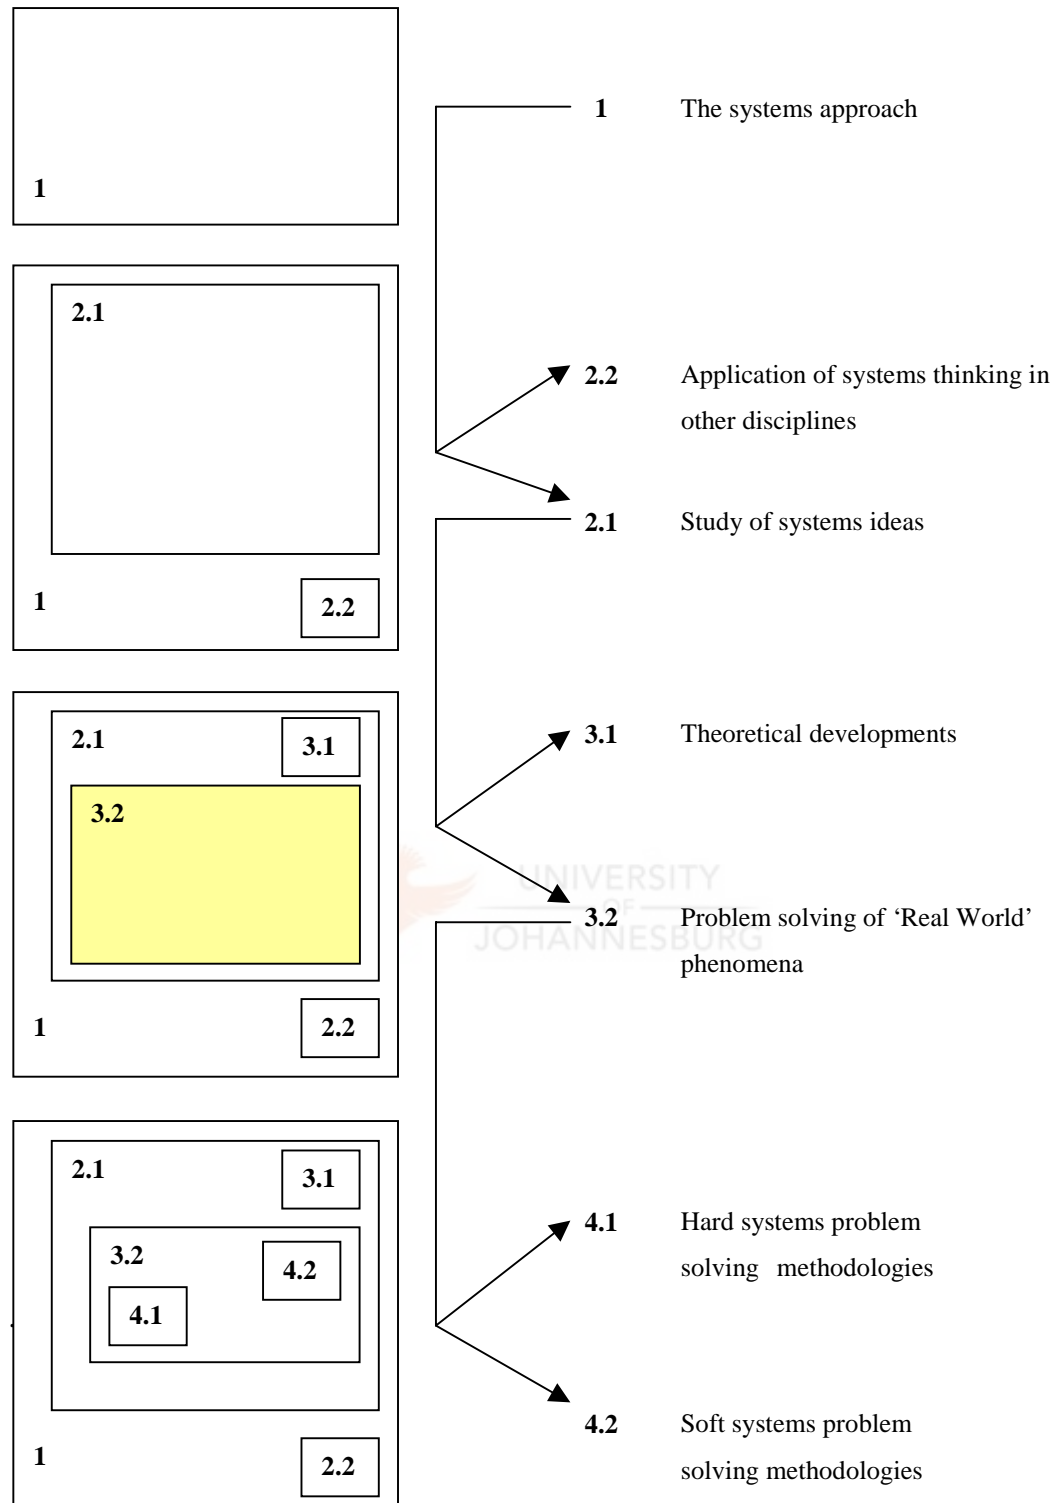 1
1 The systems approach
2.1
2.2 Application of systems thinking in
other disciplines
2.1 Study of systems ideas
1
2.2
2.1
3.1
3.1 Theoretical developments
3.2
UNIVERSITY
OF
JOHANNESBURG
3.2 Problem solving of ‘Real World’
phenomena
1
2.2
2.1
3.1
3.2
4.2
4.1
4.1 Hard systems problem
solving methodologies
4.2 Soft systems problem
solving methodologies
1
2.2